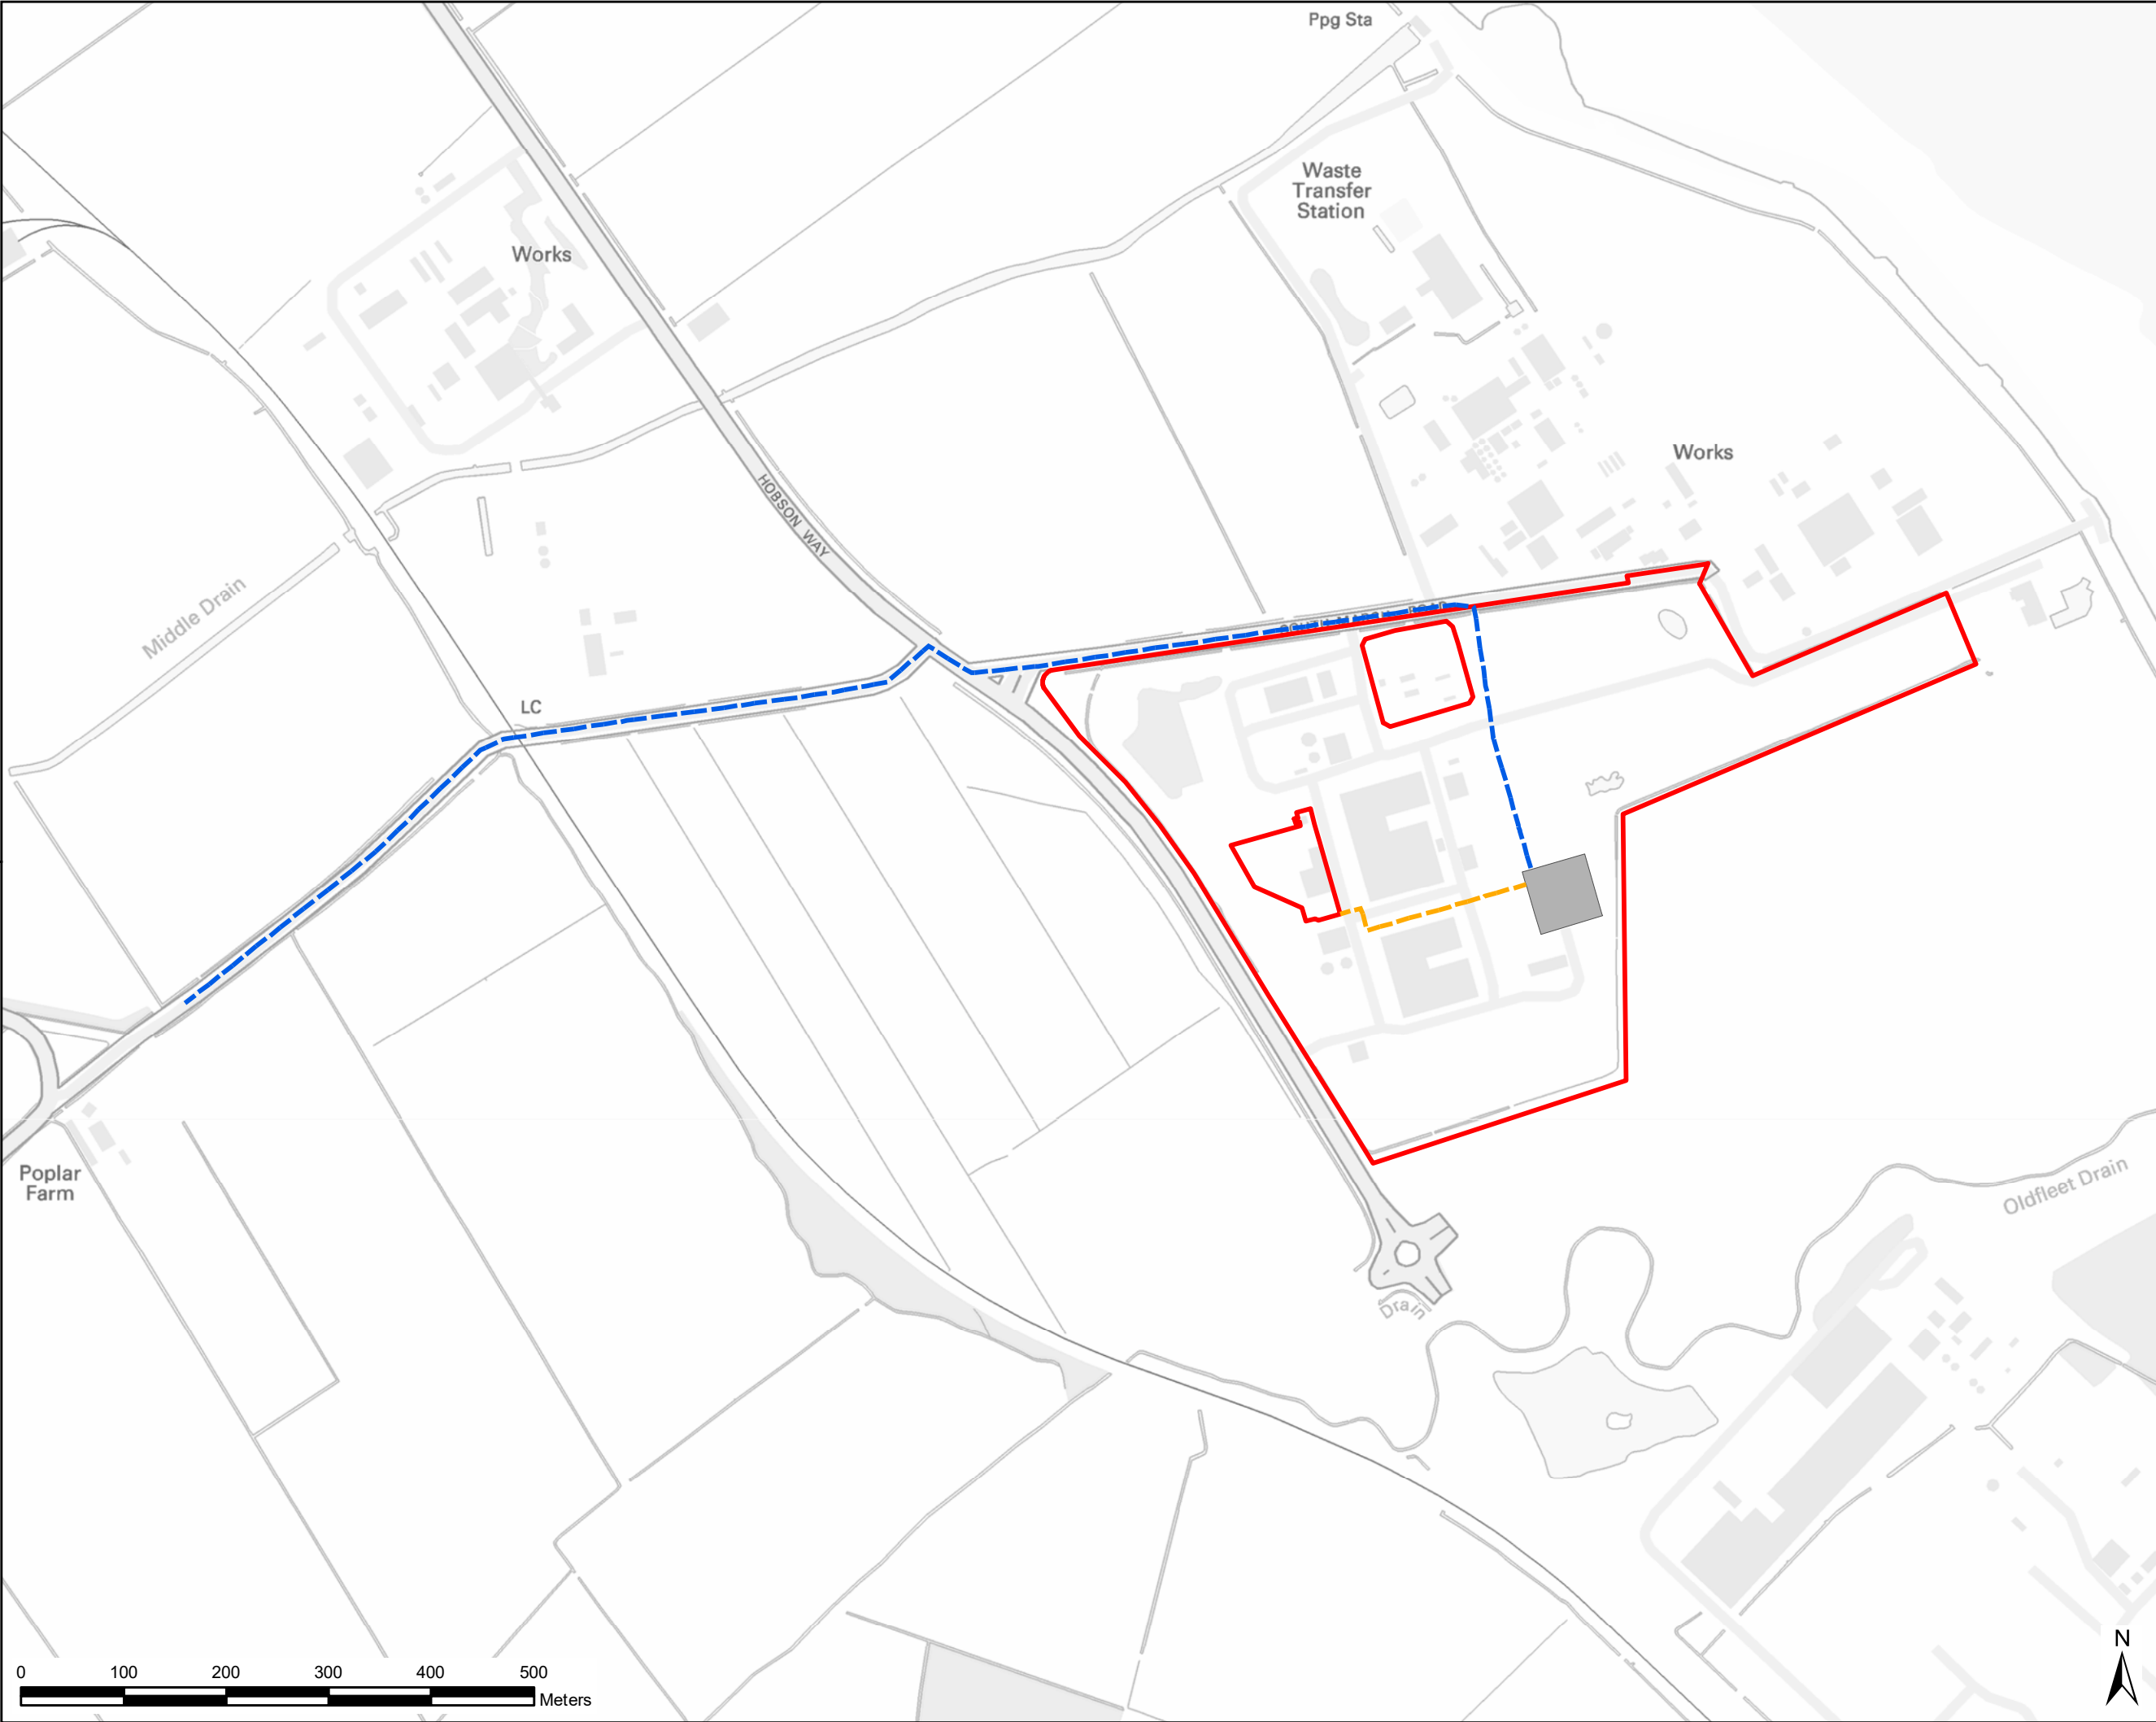 Ppg Sta
Waste
Transfer
Station
Works
Works
HOBSON WAY
Middle Drain
ROAD
LC
Poplar
Farm
Oldfleet Drain
Drain
N
0 100 200 300 400 500
Meters